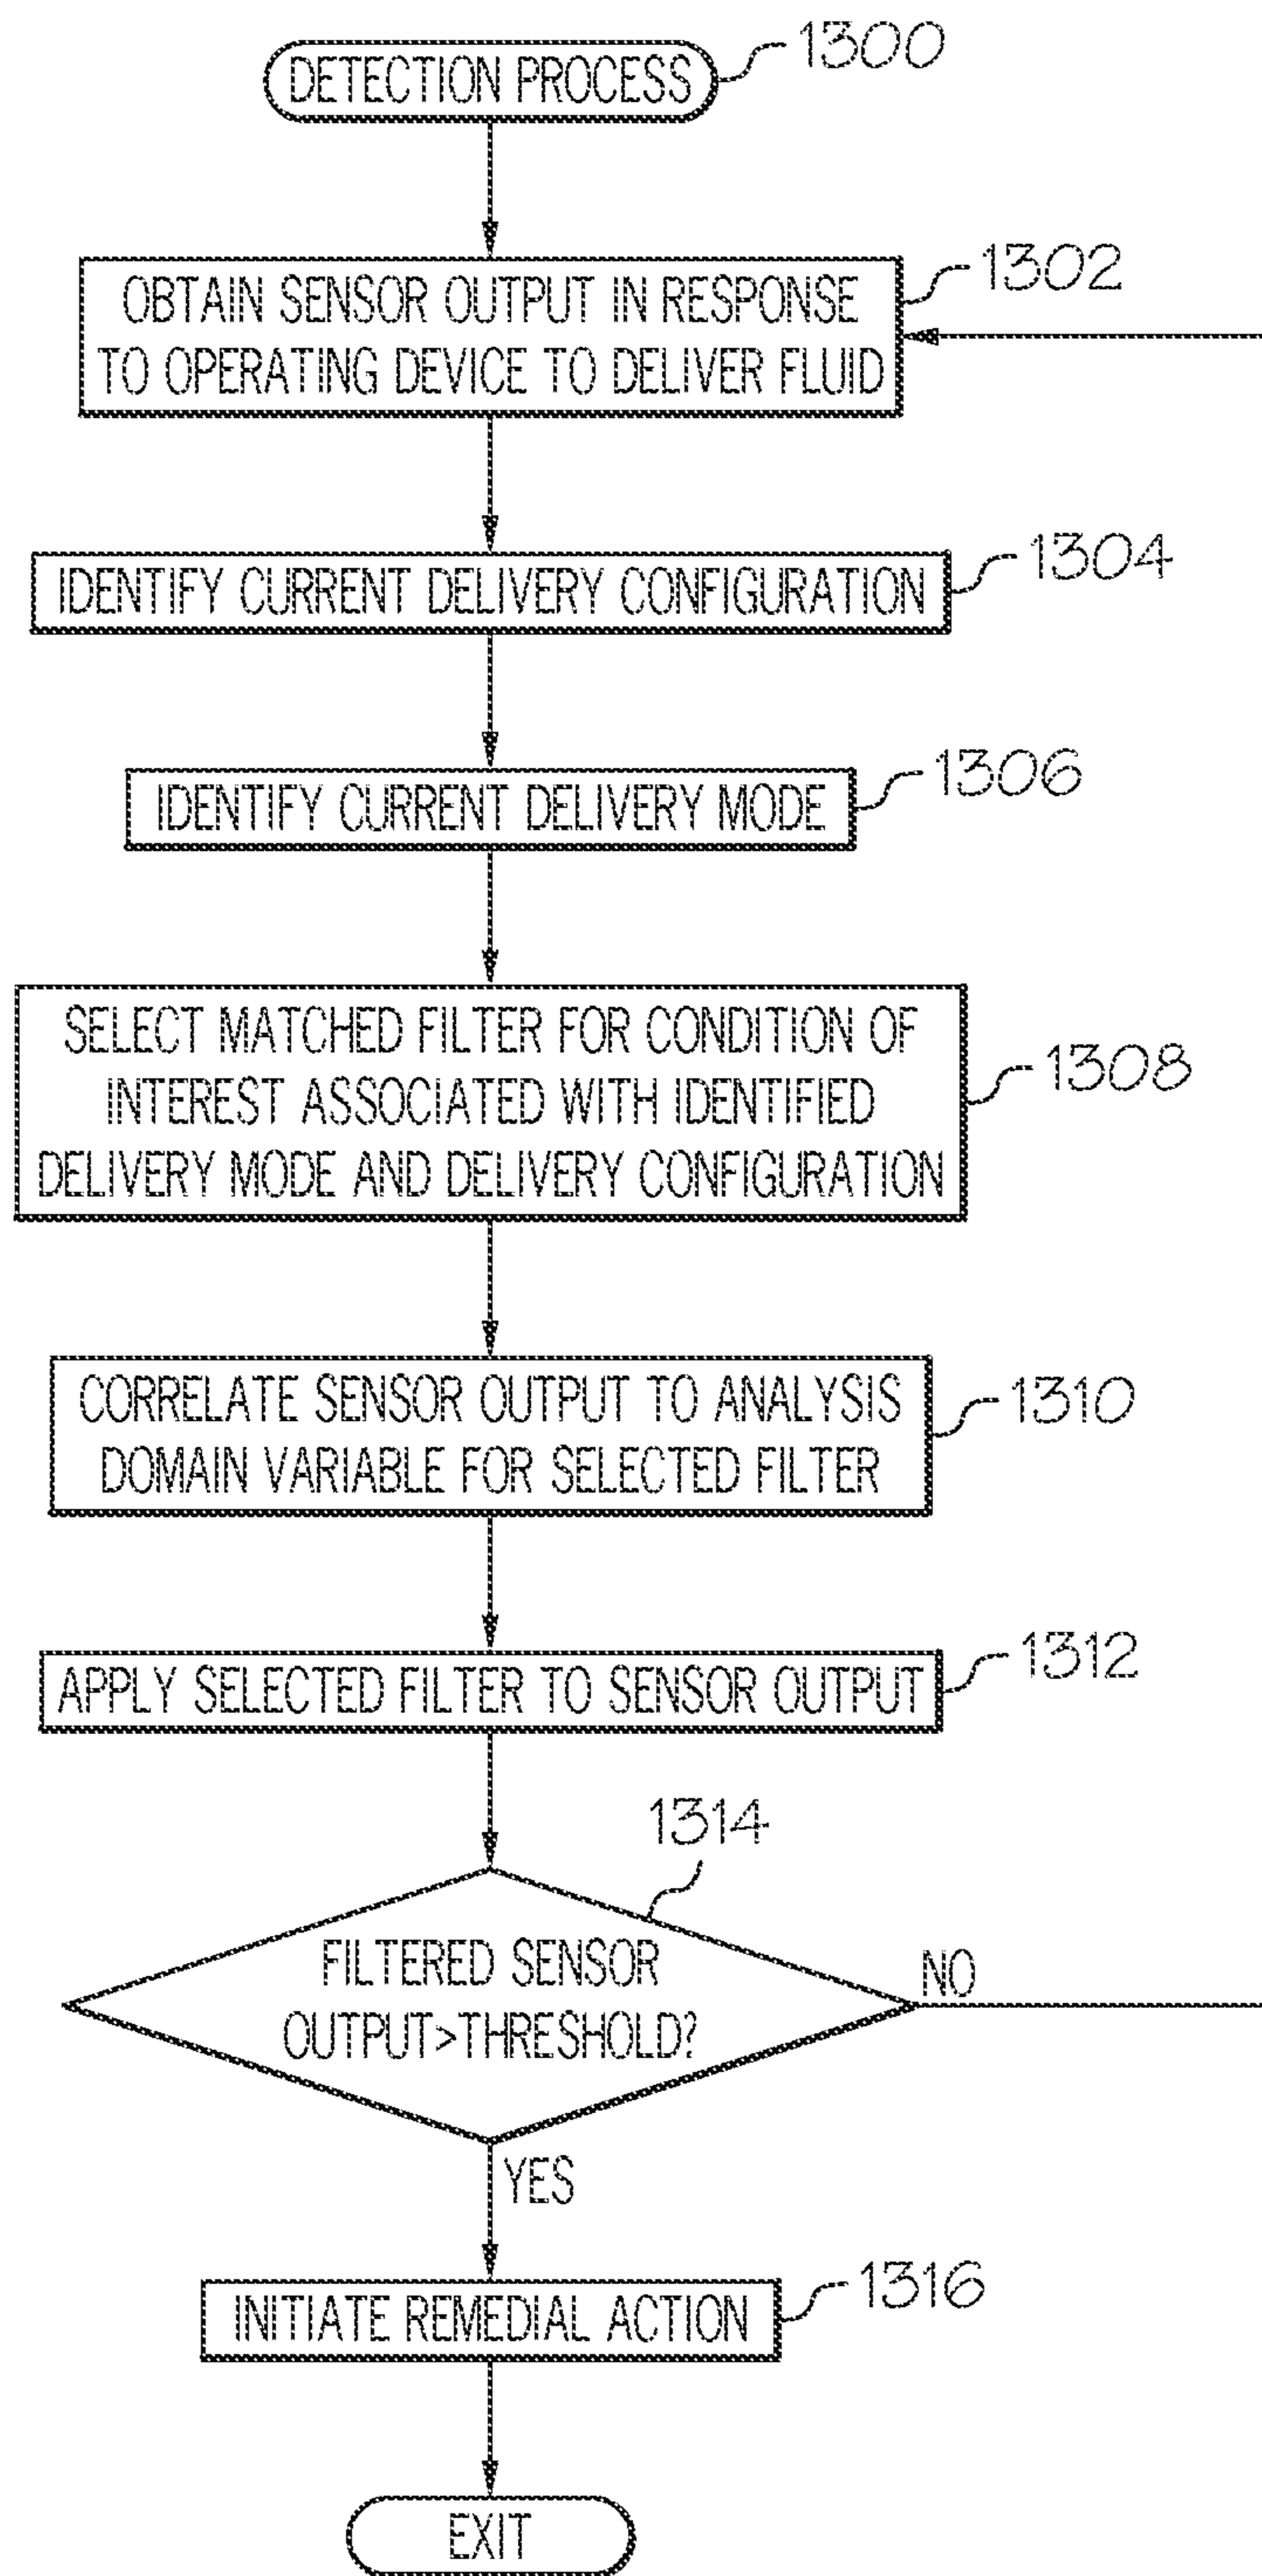 DETECTION PROCESS
1300
OBTAIN SENSOR OUTPUT IN RESPONSE
TO OPERATING DEVICE TO DELIVER FLUID
1302
IDENTIFY CURRENT DELIVERY CONFIGURATION
1304
IDENTIFY CURRENT DELIVERY MODE
1306
SELECT MATCHED FILTER FOR CONDITION OF
INTEREST ASSOCIATED WITH IDENTIFIED
DELIVERY MODE AND DELIVERY CONFIGURATION
1308
CORRELATE SENSOR OUTPUT TO ANALYSIS
DOMAIN VARIABLE FOR SELECTED FILTER
1310
APPLY SELECTED FILTER TO SENSOR OUTPUT
1312
1314
FILTERED SENSOR
OUTPUT>THRESHOLD?
NO
YES
INITIATE REMEDIAL ACTION
1316
EXIT